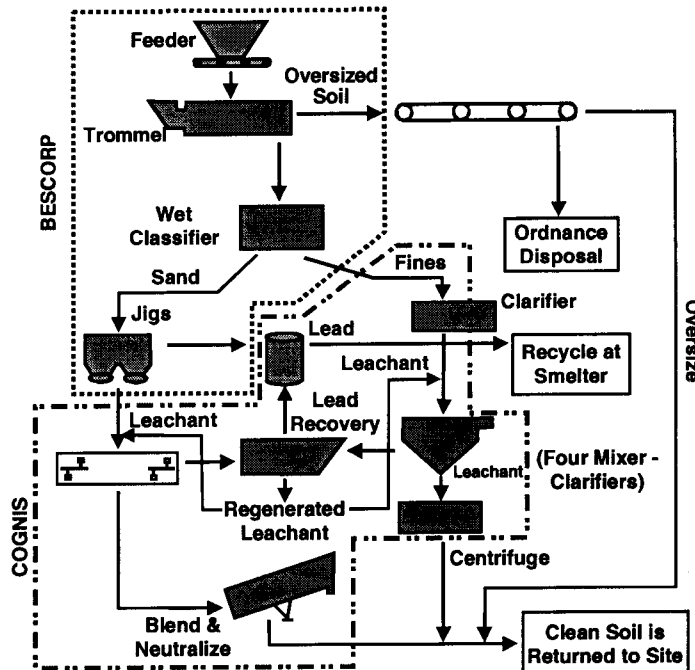 Feeder
Oversized
Soil
Trommel
BESCORP
Wet
Classifier
Ordnance
Disposal
Sand
Fines
Jigs
Clarifier
Lead
Leachant
Recycle at
Smelter
Oversize
Leachant
Lead
Recovery
Leachant
(Four Mixer -
Clarifiers)
Regenerated
Leachant
COGNIS
Centrifuge
Blend &
Neutralize
Clean Soil is
Returned to Site